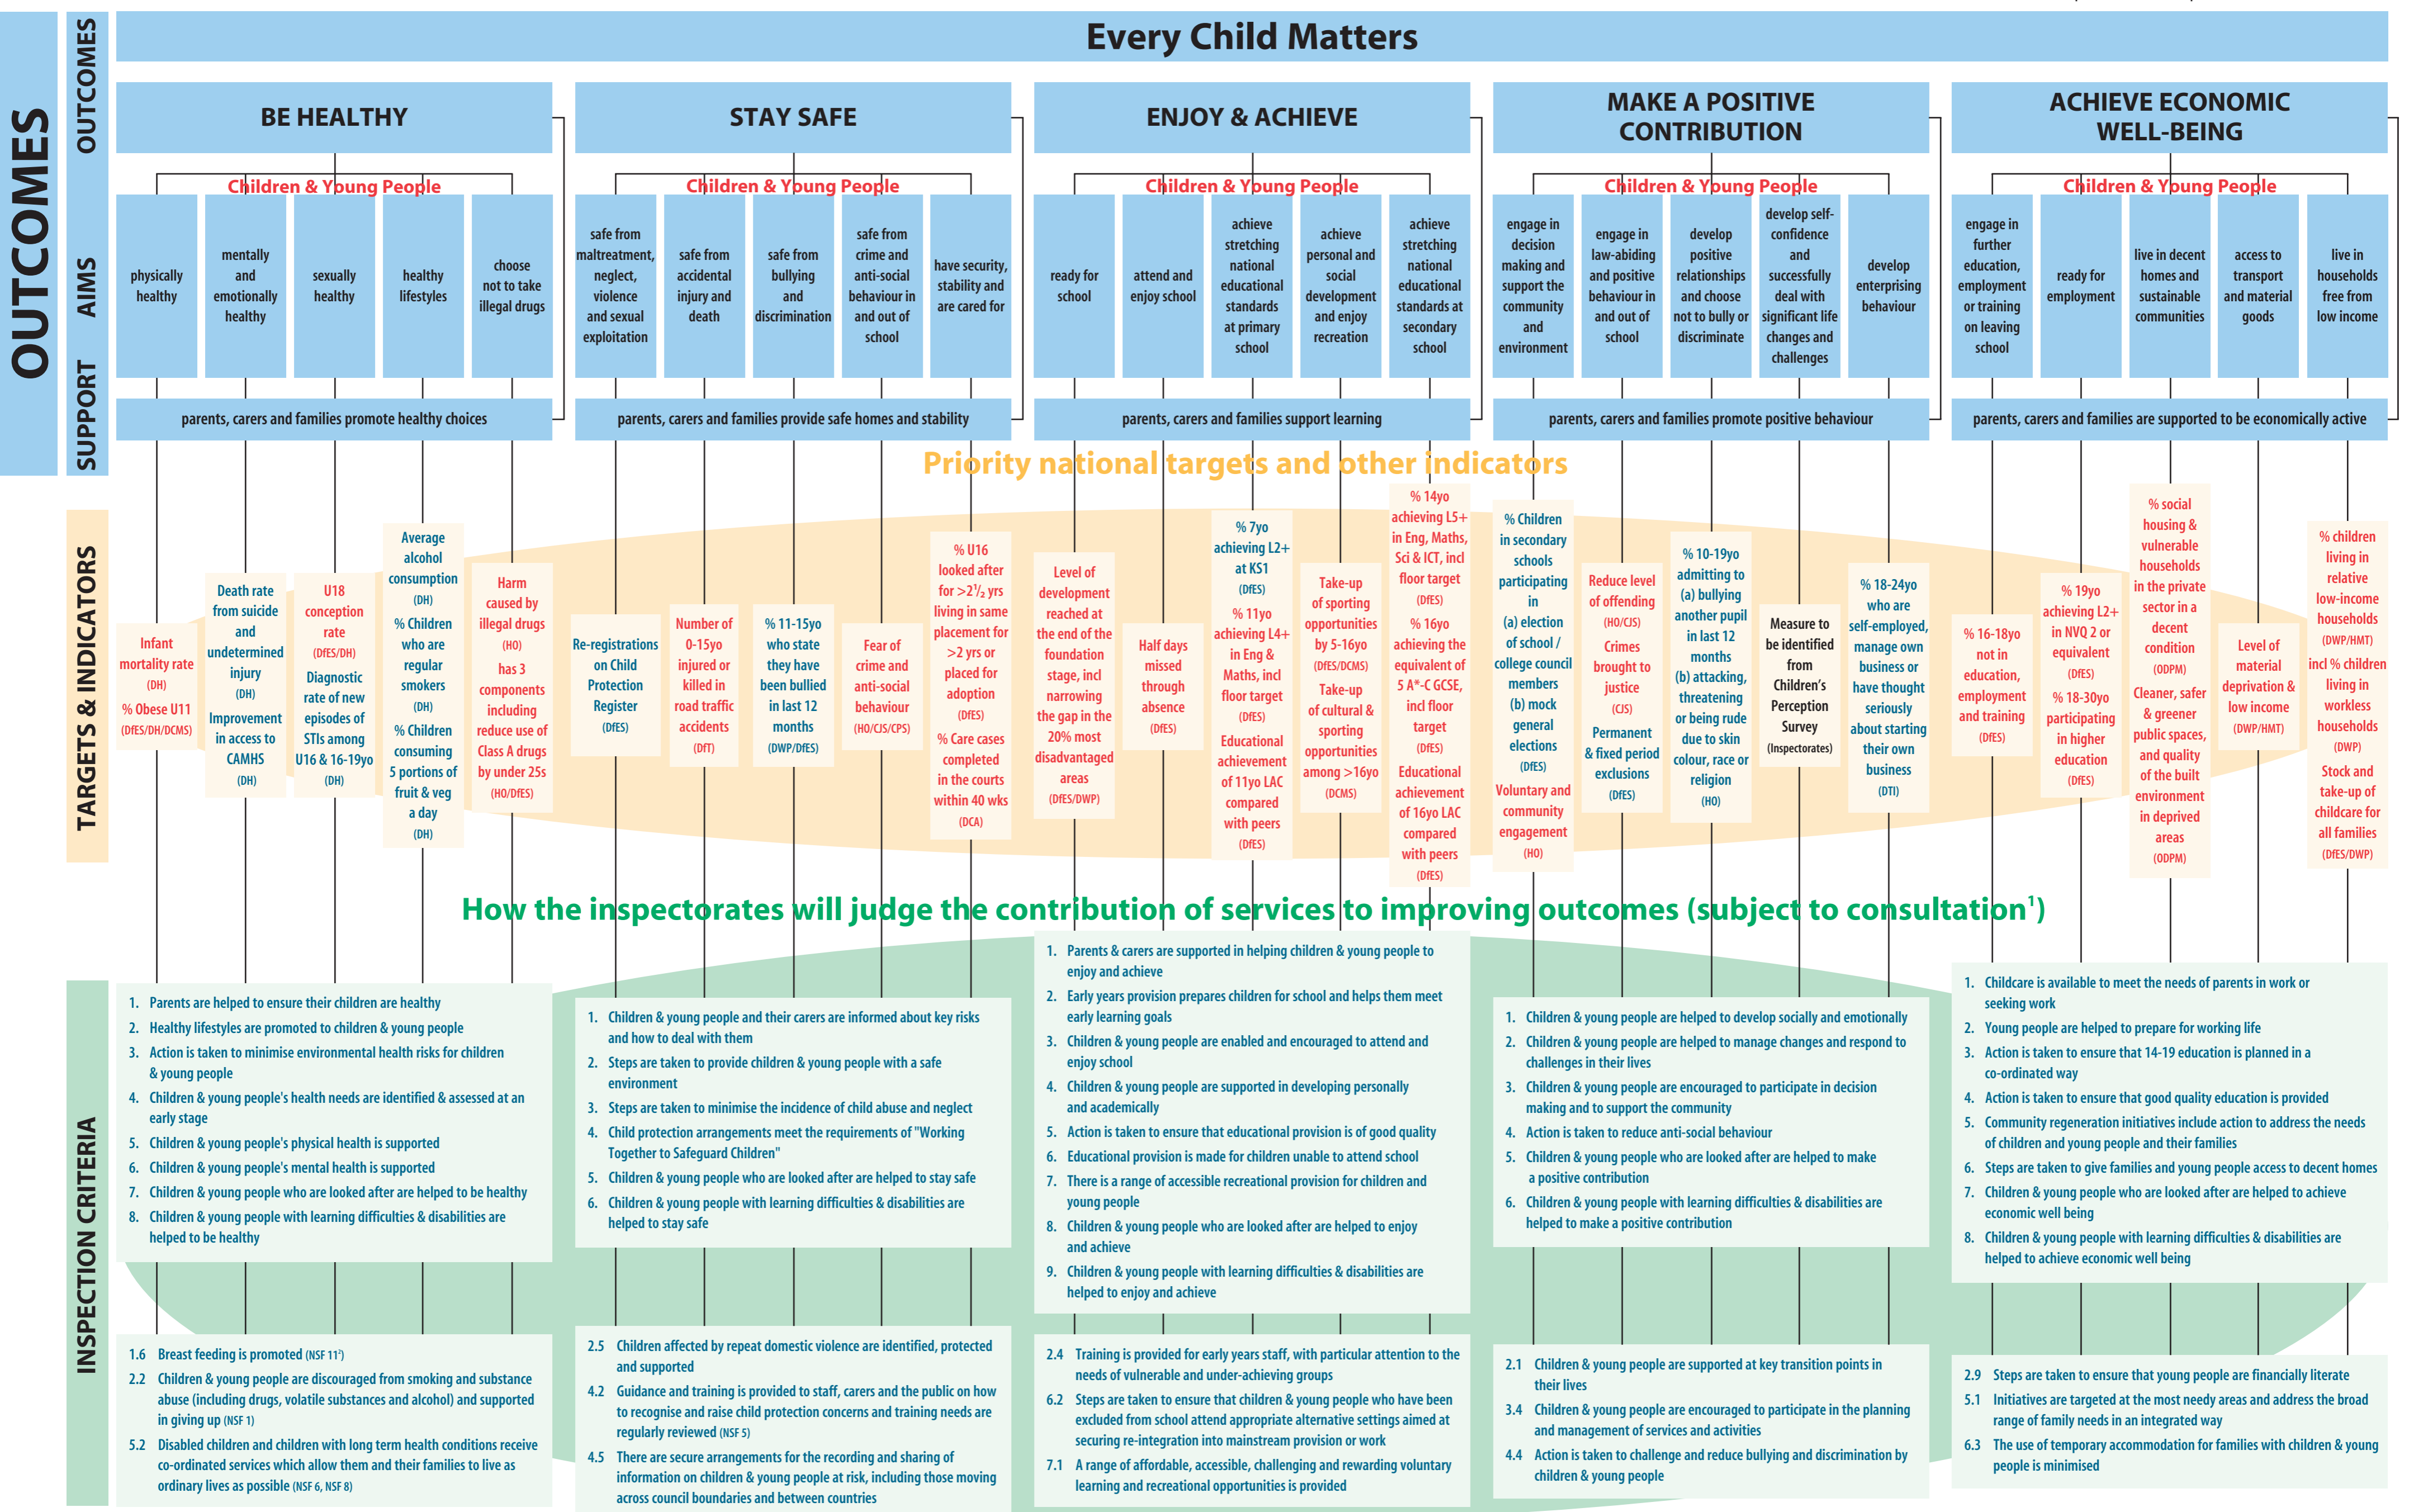 Every Child Matters
OUTCOMES
OUTCOMES
AIMS
SUPPORT
BE HEALTHY
STAY SAFE
ENJOY & ACHIEVE
MAKE A POSITIVE
CONTRIBUTION
ACHIEVE ECONOMIC
WELL-BEING
Children & Young People
Children & Young People
Children & Young People
Children & Young People
Children & Young People
physically
healthy
mentally
and
emotionally
healthy
sexually
healthy
healthy
lifestyles
choose
not to take
illegal drugs
safe from
maltreatment,
neglect,
violence
and sexual
exploitation
safe from
accidental
injury and
death
safe from
bullying
and
discrimination
safe from
crime and
anti-social
behaviour in
and out of
school
have security,
stability and
are cared for
ready for
school
attend and
enjoy school
achieve
stretching
national
educational
standards
at primary
school
achieve
personal and
social
development
and enjoy
recreation
achieve
stretching
national
educational
standards at
secondary
school
engage in
decision
making and
support the
community
and
environment
engage in
law-abiding
and positive
behaviour in
and out of
school
develop
positive
relationships
and choose
not to bully or
discriminate
develop self-
confidence
and
successfully
deal with
significant life
changes and
challenges
develop
enterprising
behaviour
engage in
further
education,
employment
or training
on leaving
school
ready for
employment
live in decent
homes and
sustainable
communities
access to
transport
and material
goods
live in
households
free from
low income
parents, carers and families promote healthy choices
parents, carers and families provide safe homes and stability
parents, carers and families support learning
parents, carers and families promote positive behaviour
parents, carers and families are supported to be economically active
Priority national targets and other indicators
TARGETS & INDICATORS
Infant
mortality rate
(DH)
% Obese U11
(DfES/DH/DCMS)
Death rate
from suicide
and
undetermined
injury
(DH)
Improvement
in access to
CAMHS
(DH)
U18
conception
rate
(DfES/DH)
Diagnostic
rate of new
episodes of
STIs among
U16 & 16-19yo
(DH)
Average
alcohol
consumption
(DH)
% Children
who are
regular
smokers
(DH)
% Children
consuming
5 portions of
fruit & veg
a day
(DH)
Harm
caused by
illegal drugs
(HO)
has 3
components
including
reduce use of
Class A drugs
by under 25s
(HO/DfES)
Re-registrations
on Child
Protection
Register
(DfES)
Number of
0-15yo
injured or
killed in
road traffic
accidents
(DfT)
% 11-15yo
who state
they have
been bullied
in last 12
months
(DWP/DfES)
Fear of
crime and
anti-social
behaviour
(HO/CJS/CPS)
% U16
looked after
for >2½ yrs
living in same
placement for
>2 yrs or
placed for
adoption
(DfES)
% Care cases
completed
in the courts
within 40 wks
(DCA)
Level of
development
reached at
the end of the
foundation
stage, incl
narrowing
the gap in the
20% most
disadvantaged
areas
(DfES/DWP)
Half days
missed
through
absence
(DfES)
% 7yo
achieving L2+
at KS1
(DfES)
% 11yo
achieving L4+
in Eng &
Maths, incl
floor target
(DfES)
Educational
achievement
of 11yo LAC
compared
with peers
(DfES)
Take-up
of sporting
opportunities
by 5-16yo
(DfES/DCMS)
Take-up
of cultural &
sporting
opportunities
among >16yo
(DCMS)
% 14yo
achieving L5+
in Eng, Maths,
Sci & ICT, incl
floor target
(DfES)
% 16yo
achieving the
equivalent of
5 A*-C GCSE,
incl floor
target
(DfES)
Educational
achievement
of 16yo LAC
compared
with peers
(DfES)
% Children
in secondary
schools
participating
in
(a) election
of school /
college council
members
(b) mock
general
elections
(DfES)
Voluntary and
community
engagement
(HO)
Reduce level
of offending
(HO/CJS)
Crimes
brought to
justice
(CJS)
Permanent
& fixed period
exclusions
(DfES)
% 10-19yo
admitting to
(a) bullying
another pupil
in last 12
months
(b) attacking,
threatening
or being rude
due to skin
colour, race or
religion
(HO)
Measure to
be identified
from
Children's
Perception
Survey
(Inspectorates)
% 18-24yo
who are
self-employed,
manage own
business or
have thought
seriously
about starting
their own
business
(DTI)
% 16-18yo
not in
education,
employment
and training
(DfES)
% 19yo
achieving L2+
in NVQ 2 or
equivalent
(DfES)
% 18-30yo
participating
in higher
education
(DfES)
% social
housing &
vulnerable
households
in the private
sector in a
decent
condition
(ODPM)
Cleaner, safer
& greener
public spaces,
and quality
of the built
environment
in deprived
areas
(ODPM)
Level of
material
deprivation &
low income
(DWP/HMT)
% children
living in
relative
low-income
households
(DWP/HMT)
incl % children
living in
workless
households
(DWP)
Stock and
take-up of
childcare for
all families
(DfES/DWP)
How the inspectorates will judge the contribution of services to improving outcomes (subject to consultation¹)
INSPECTION CRITERIA
1. Parents are helped to ensure their children are healthy
2. Healthy lifestyles are promoted to children & young people
3. Action is taken to minimise environmental health risks for children
& young people
4. Children & young people's health needs are identified & assessed at an
early stage
5. Children & young people's physical health is supported
6. Children & young people's mental health is supported
7. Children & young people who are looked after are helped to be healthy
8. Children & young people with learning difficulties & disabilities are
helped to be healthy
1. Children & young people and their carers are informed about key risks
and how to deal with them
2. Steps are taken to provide children & young people with a safe
environment
3. Steps are taken to minimise the incidence of child abuse and neglect
4. Child protection arrangements meet the requirements of "Working
Together to Safeguard Children"
5. Children & young people who are looked after are helped to stay safe
6. Children & young people with learning difficulties & disabilities are
helped to stay safe
1. Parents & carers are supported in helping children & young people to
enjoy and achieve
2. Early years provision prepares children for school and helps them meet
early learning goals
3. Children & young people are enabled and encouraged to attend and
enjoy school
4. Children & young people are supported in developing personally
and academically
5. Action is taken to ensure that educational provision is of good quality
6. Educational provision is made for children unable to attend school
7. There is a range of accessible recreational provision for children and
young people
8. Children & young people who are looked after are helped to enjoy
and achieve
9. Children & young people with learning difficulties & disabilities are
helped to enjoy and achieve
1. Children & young people are helped to develop socially and emotionally
2. Children & young people are helped to manage changes and respond to
challenges in their lives
3. Children & young people are encouraged to participate in decision
making and to support the community
4. Action is taken to reduce anti-social behaviour
5. Children & young people who are looked after are helped to make
a positive contribution
6. Children & young people with learning difficulties & disabilities are
helped to make a positive contribution
1. Childcare is available to meet the needs of parents in work or
seeking work
2. Young people are helped to prepare for working life
3. Action is taken to ensure that 14-19 education is planned in a
co-ordinated way
4. Action is taken to ensure that good quality education is provided
5. Community regeneration initiatives include action to address the needs
of children and young people and their families
6. Steps are taken to give families and young people access to decent homes
7. Children & young people who are looked after are helped to achieve
economic well being
8. Children & young people with learning difficulties & disabilities are
helped to achieve economic well being
1.6 Breast feeding is promoted (NSF 11²)
2.2 Children & young people are discouraged from smoking and substance
abuse (including drugs, volatile substances and alcohol) and supported
in giving up (NSF 1)
5.2 Disabled children and children with long term health conditions receive
co-ordinated services which allow them and their families to live as
ordinary lives as possible (NSF 6, NSF 8)
2.5 Children affected by repeat domestic violence are identified, protected
and supported
4.2 Guidance and training is provided to staff, carers and the public on how
to recognise and raise child protection concerns and training needs are
regularly reviewed (NSF 5)
4.5 There are secure arrangements for the recording and sharing of
information on children & young people at risk, including those moving
across council boundaries and between countries
2.4 Training is provided for early years staff, with particular attention to the
needs of vulnerable and under-achieving groups
6.2 Steps are taken to ensure that children & young people who have been
excluded from school attend appropriate alternative settings aimed at
securing re-integration into mainstream provision or work
7.1 A range of affordable, accessible, challenging and rewarding voluntary
learning and recreational opportunities is provided
2.1 Children & young people are supported at key transition points in
their lives
3.4 Children & young people are encouraged to participate in the planning
and management of services and activities
4.4 Action is taken to challenge and reduce bullying and discrimination by
children & young people
2.9 Steps are taken to ensure that young people are financially literate
5.1 Initiatives are targeted at the most needy areas and address the broad
range of family needs in an integrated way
6.3 The use of temporary accommodation for families with children & young
people is minimised